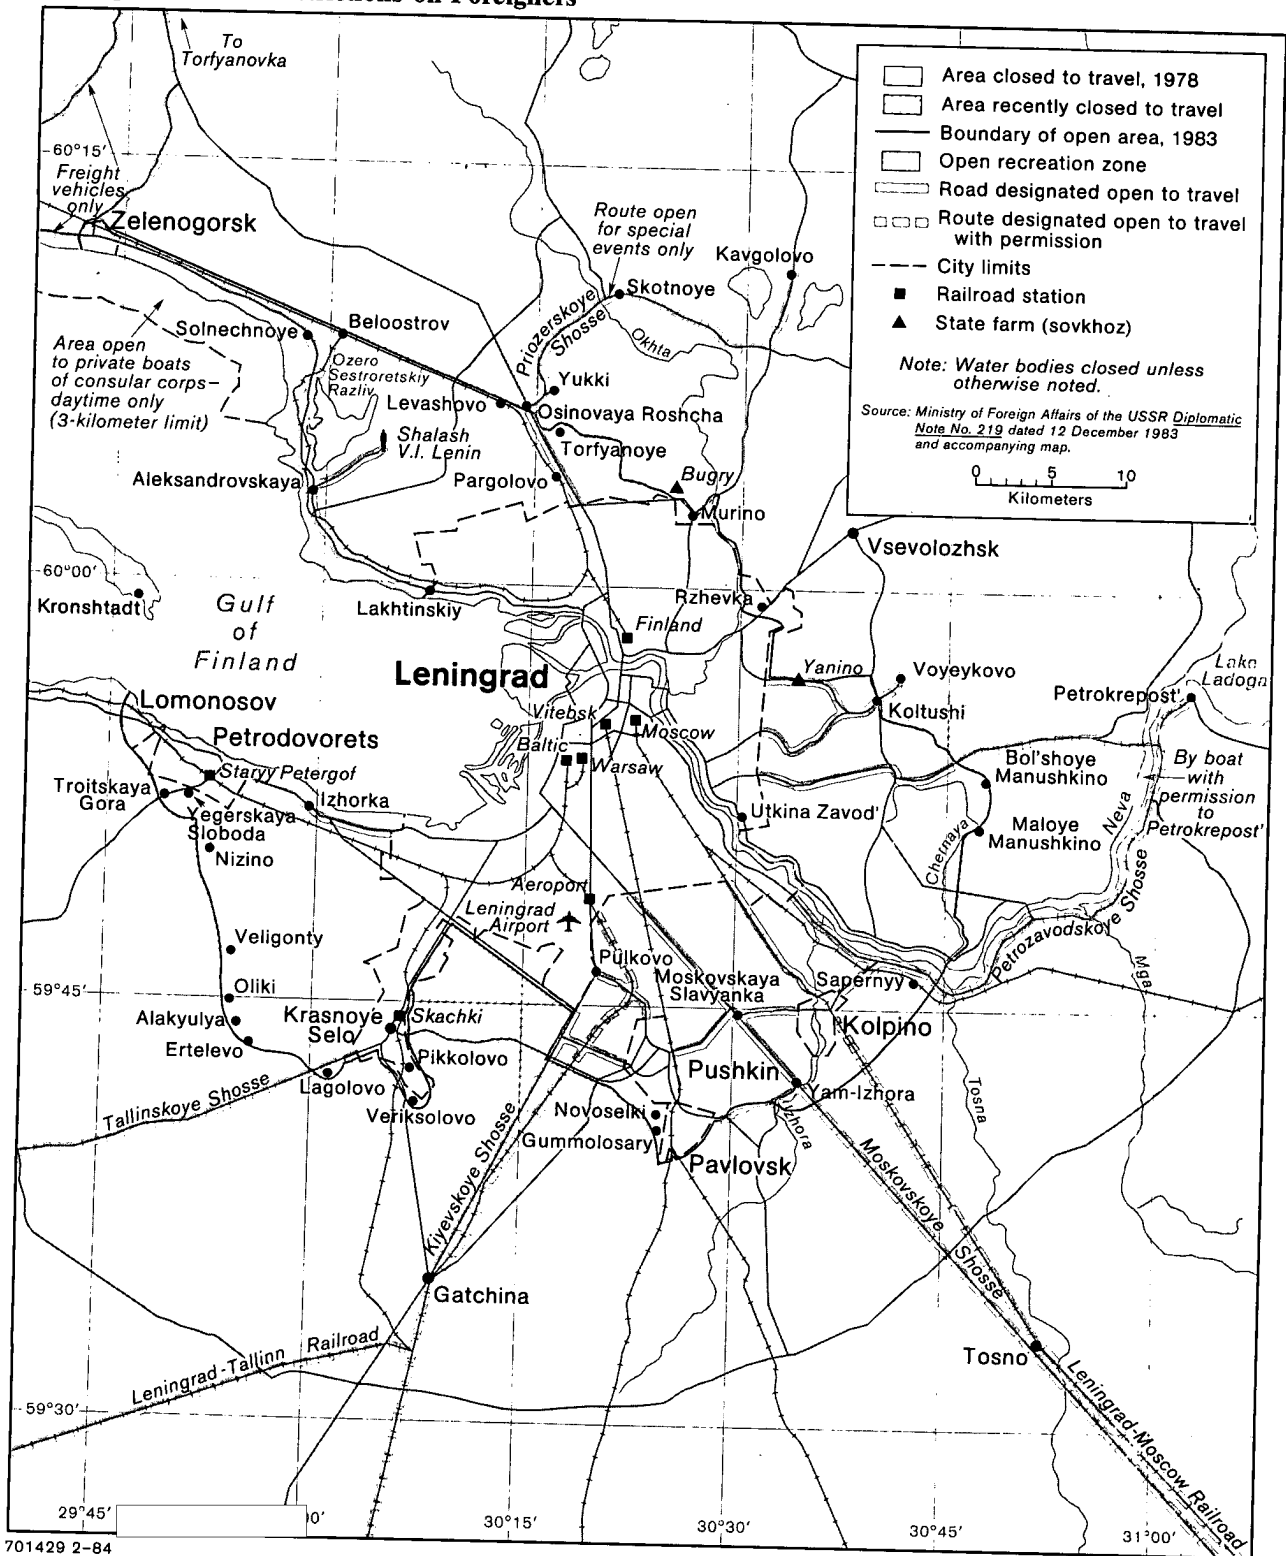 on Foreigners
To
Torfyanovka
60°15'
Freight
vehicles
only
Zelenogorsk
Route open
for special
events only
Kavgolovo
Skotnoye
Priozerskoye
Shosse
Okhta
Solnechnoye
Beloostrov
Area open
to private boats
of consular corps–
daytime only
(3-kilometer limit)
Ozero
Sestroretskiy
Razliv
Yukki
Levashovo
Osinovaya Roshcha
Shalash
V.I. Lenin
Torfyanoye
Aleksandrovskaya
Pargolovo
Bugry
Murino
Area closed to travel, 1978
Area recently closed to travel
Boundary of open area, 1983
Open recreation zone
Road designated open to travel
Route designated open to travel
with permission
City limits
Railroad station
State farm (sovkhoz)
Note: Water bodies closed unless
otherwise noted.
Source: Ministry of Foreign Affairs of the USSR Diplomatic
Note No. 219 dated 12 December 1983
and accompanying map.
0 5 10
Kilometers
Vsevolozhsk
60°00'
Kronshtadt
Gulf
of
Finland
Lakhtinskiy
Rzhevka
Finland
Leningrad
Yanino
Voyeykovo
Lake
Ladoga
Petrokrepost'
Koltushi
Lomonosov
Vitebsk
Moscow
Petrodovorets
Baltic
Warsaw
Staryy Petergof
Bol'shoye
Manushkino
By boat
with
permission
to
Petrokrepost'
Troitskaya
Gora
Izhorka
Yegerskaya
Sloboda
Utkina Zavod'
Maloye
Manushkino
Neva
Nizino
Chernaya
Aeroport
Leningrad
Airport
Petrozavodskoye Shosse
Veligonty
Pulkovo
Moskovskaya
Slavyanka
Sapernyy
Mga
59°45'
Oliki
Alakyulya
Krasnoye
Selo
Skachki
Kolpino
Ertelevo
Pikkolovo
Pushkin
Lagolovo
Yam-Izhora
Tallinskoye Shosse
Veriksolovo
Novoselki
Izhora
Tosna
Gummolosary
Pavlovsk
Kiyevskoye Shosse
Moskovskoye Shosse
Gatchina
Leningrad-Tallinn Railroad
Tosno
Leningrad-Moscow Railroad
59°30'
29°45'
00'
30°15'
30°30'
30°45'
31°00'
701429 2-84